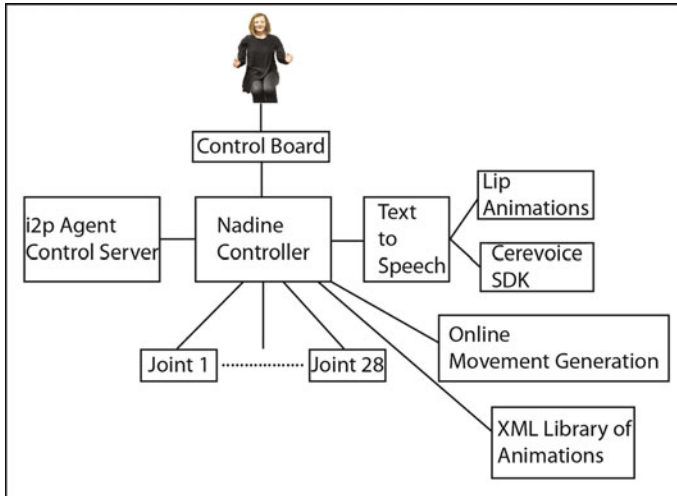 Control Board
i2p Agent
Control Server
Nadine
Controller
Text
to
Speech
Lip
Animations
Cerevoice
SDK
Online
Movement Generation
Joint 1
Joint 28
XML Library of
Animations